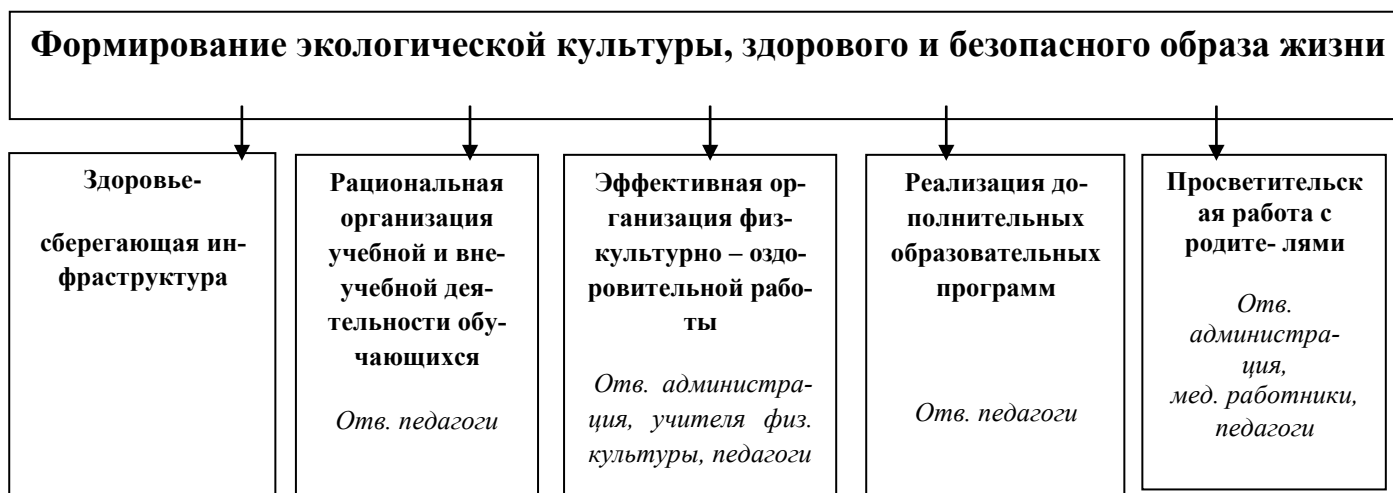 Формирование экологической культуры, здорового и безопасного образа жизни
Здоровье-
сберегающая ин-
фраструктура
Рациональная
организация
учебной и вне-
учебной дея-
тельности обу-
чающихся
Отв. педагоги
Эффективная ор-
ганизация физ-
культурно – оздо-
ровительной рабо-
ты
Отв. администра-
ция, учителя физ.
культуры, педагоги
Реализация до-
полнительных
образовательных
программ
Отв. педагоги
Просветительск
ая работа с
родите- лями
Отв.
администра-
ция,
мед. работники,
педагоги